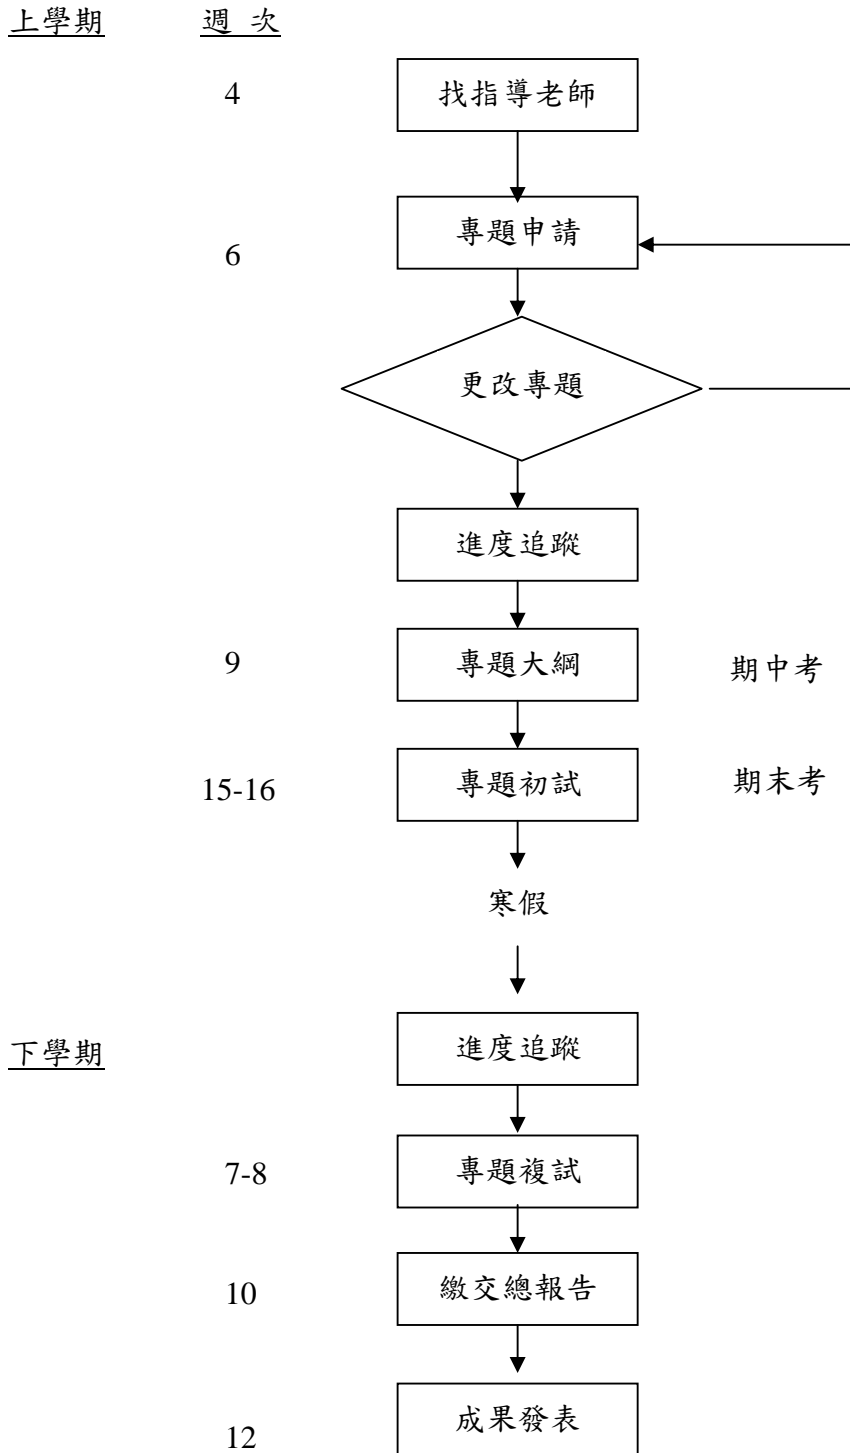 上學期 週 次
4 找指導老師
6 專題申請
更改專題
進度追蹤
9 專題大綱 期中考
15-16 專題初試 期末考
寒假
下學期 進度追蹤
7-8 專題複試
10 繳交總報告
12 成果發表